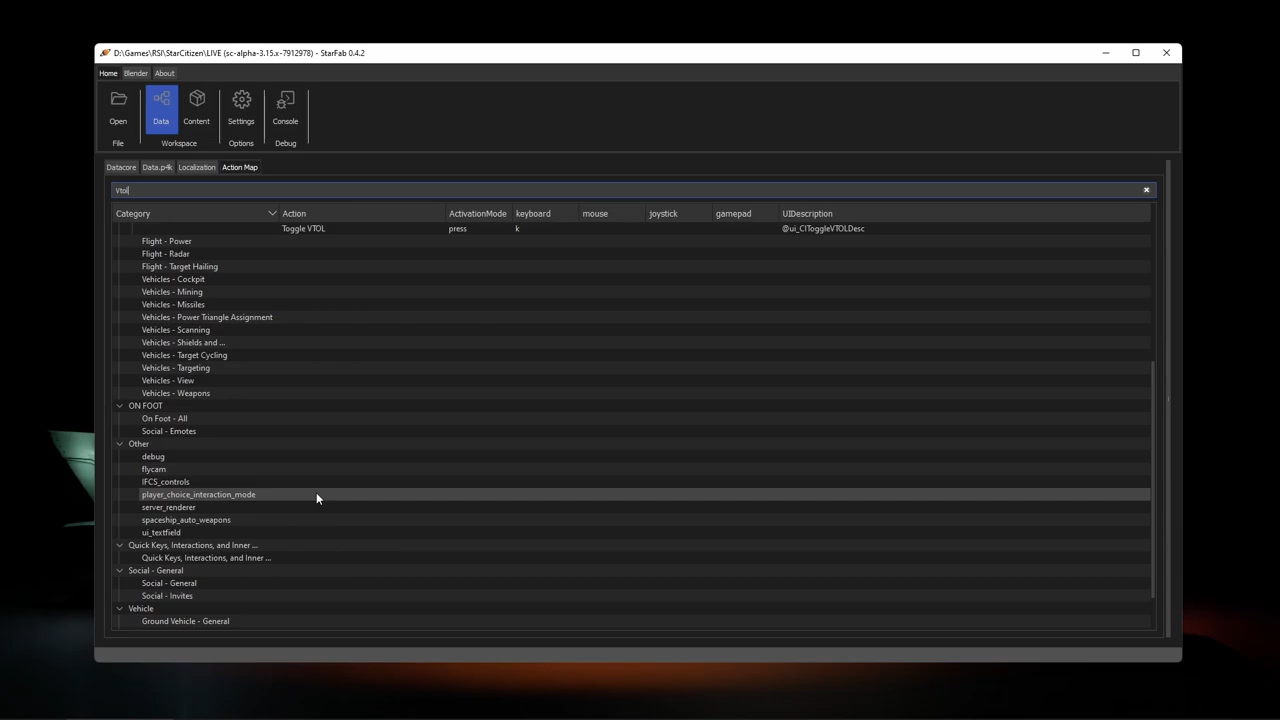 D:\Games\RSI\StarCitizen\LIVE (sc-alpha-3.15.x-7912978) - StarFab 0.4.2
Home Blender About
Open Data Content Settings Console
File Workspace Options Debug
Datacore Data.p4k Localization Action Map
Vtol
Category Action ActivationMode keyboard mouse joystick gamepad UIDescription
Toggle VTOL press k @ui_CIToggleVTOLDesc
Flight - Power
Flight - Radar
Flight - Target Hailing
Vehicles - Cockpit
Vehicles - Mining
Vehicles - Missiles
Vehicles - Power Triangle Assignment
Vehicles - Scanning
Vehicles - Shields and ...
Vehicles - Target Cycling
Vehicles - Targeting
Vehicles - View
Vehicles - Weapons
ON FOOT
On Foot - All
Social - Emotes
Other
debug
flycam
IFCS_controls
player_choice_interaction_mode
server_renderer
spaceship_auto_weapons
ui_textfield
Quick Keys, Interactions, and Inner ...
Quick Keys, Interactions, and Inner ...
Social - General
Social - General
Social - Invites
Vehicle
Ground Vehicle - General